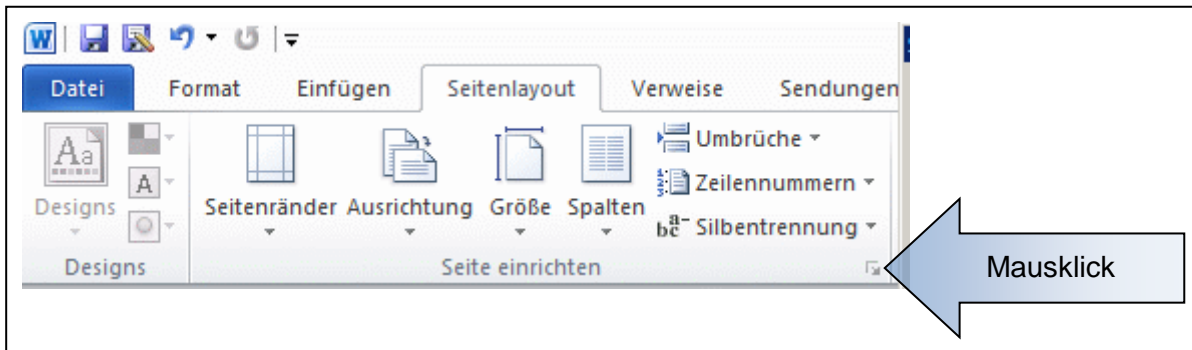 W
Datei Format Einfügen Seitenlayout Verweise Sendungen
Aa
A
Umbrüche
Zeilennummern
Designs Seitenränder Ausrichtung Größe Spalten
Silbentrennung
Designs Seite einrichten
Mausklick